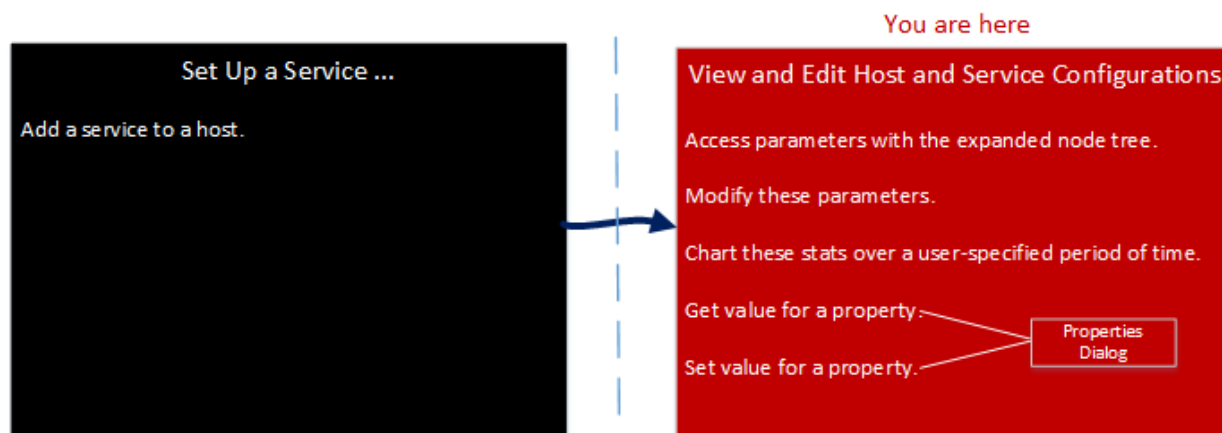 You are here
Set Up a Service ...
Add a service to a host.
View and Edit Host and Service Configurations
Access parameters with the expanded node tree.
Modify these parameters.
Chart these stats over a user-specified period of time.
Get value for a property.
Set value for a property.
Properties
Dialog